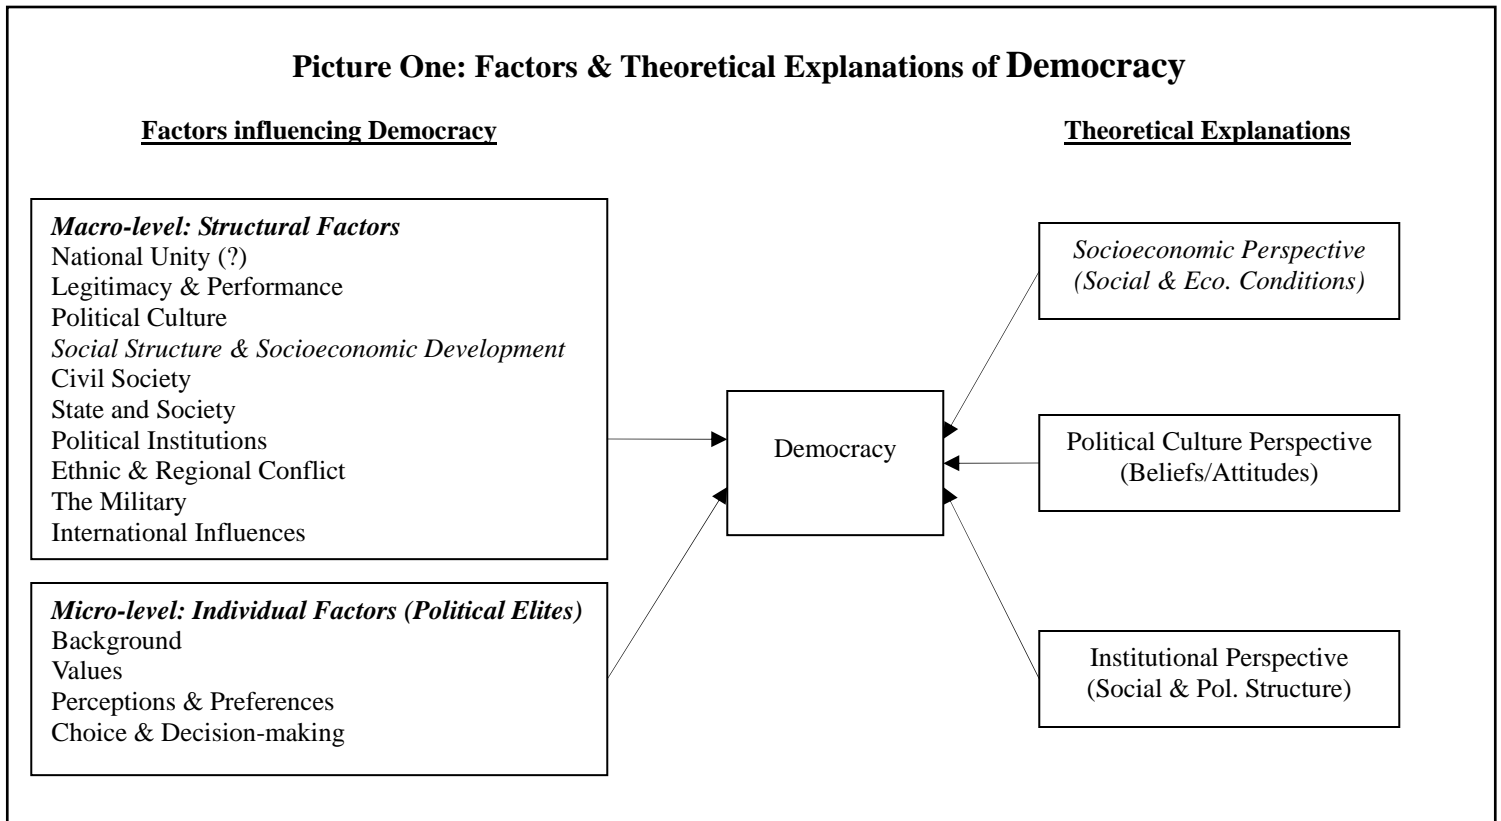 Picture One: Factors & Theoretical Explanations of Democracy
Factors influencing Democracy
Theoretical Explanations
Macro-level: Structural Factors
National Unity (?)
Legitimacy & Performance
Political Culture
Social Structure & Socioeconomic Development
Civil Society
State and Society
Political Institutions
Ethnic & Regional Conflict
The Military
International Influences
Micro-level: Individual Factors (Political Elites)
Background
Values
Perceptions & Preferences
Choice & Decision-making
Democracy
Socioeconomic Perspective
(Social & Eco. Conditions)
Political Culture Perspective
(Beliefs/Attitudes)
Institutional Perspective
(Social & Pol. Structure)